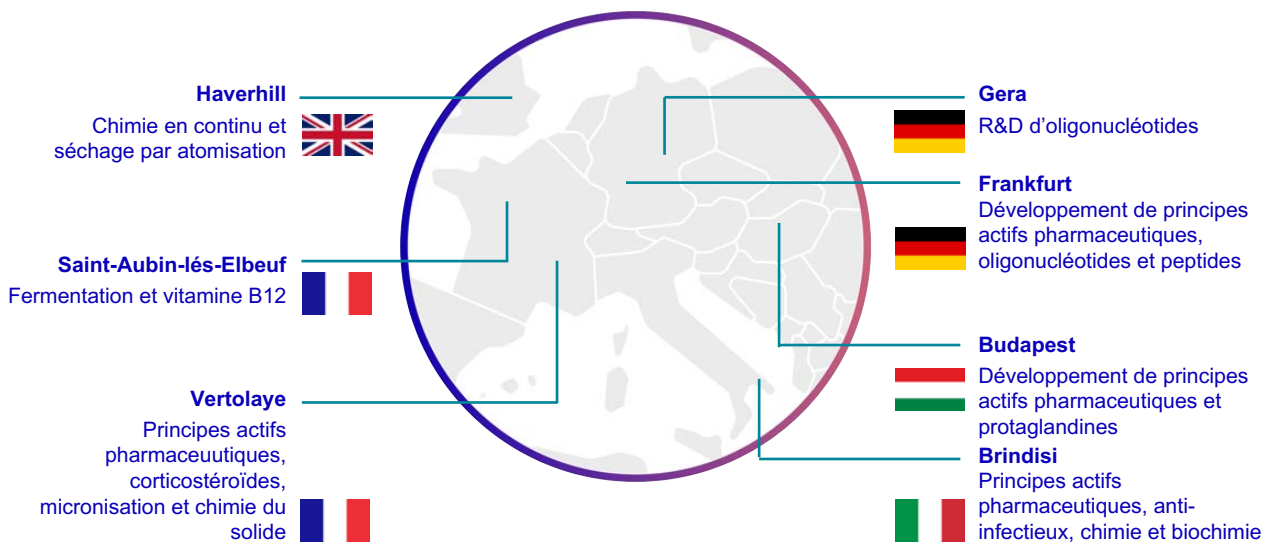 Haverhill
Chimie en continu et
séchage par atomisation
Saint-Aubin-lés-Elbeuf
Fermentation et vitamine B12
Vertolaye
Principes actifs
pharmaceuutiques,
corticostéroïdes,
micronisation et chimie du
solide
Gera
R&D d’oligonucléotides
Frankfurt
Développement de principes
actifs pharmaceutiques,
oligonucléotides et peptides
Budapest
Développement de principes
actifs pharmaceutiques et
protaglandines
Brindisi
Principes actifs
pharmaceutiques, anti-
infectieux, chimie et biochimie